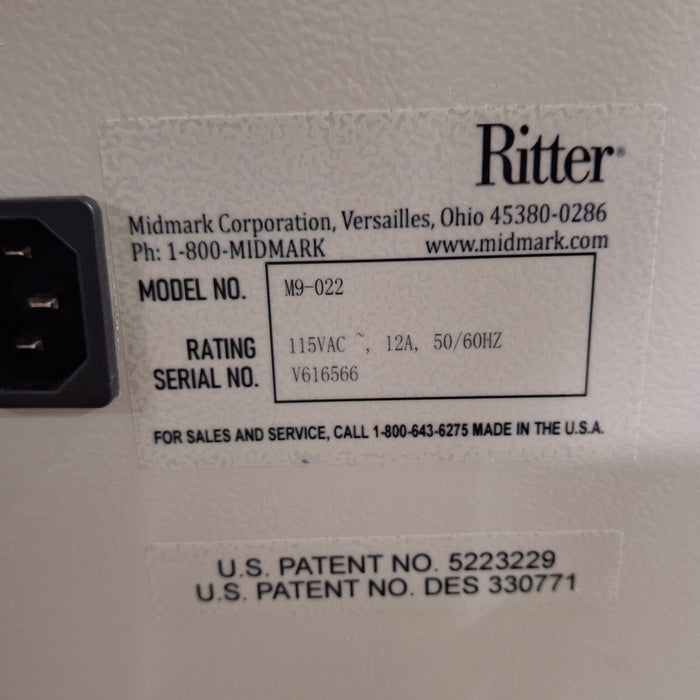 Ritter®
Midmark Corporation, Versailles, Ohio 45380-0286
Ph: 1-800-MIDMARK www.midmark.com
MODEL NO. M9-022
RATING 115VAC ~, 12A, 50/60HZ
SERIAL NO. V616566
FOR SALES AND SERVICE, CALL 1-800-643-6275 MADE IN THE U.S.A.
U.S. PATENT NO. 5223229
U.S. PATENT NO. DES 330771